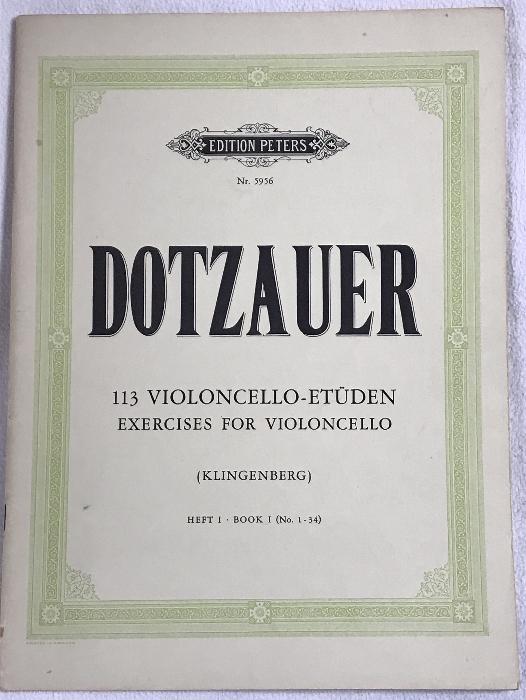 EDITION PETERS
Nr. 5956
DOTZAUER
113 VIOLONCELLO-ETÜDEN
EXERCISES FOR VIOLONCELLO
(KLINGENBERG)
HEFT I · BOOK I (No. 1-34)